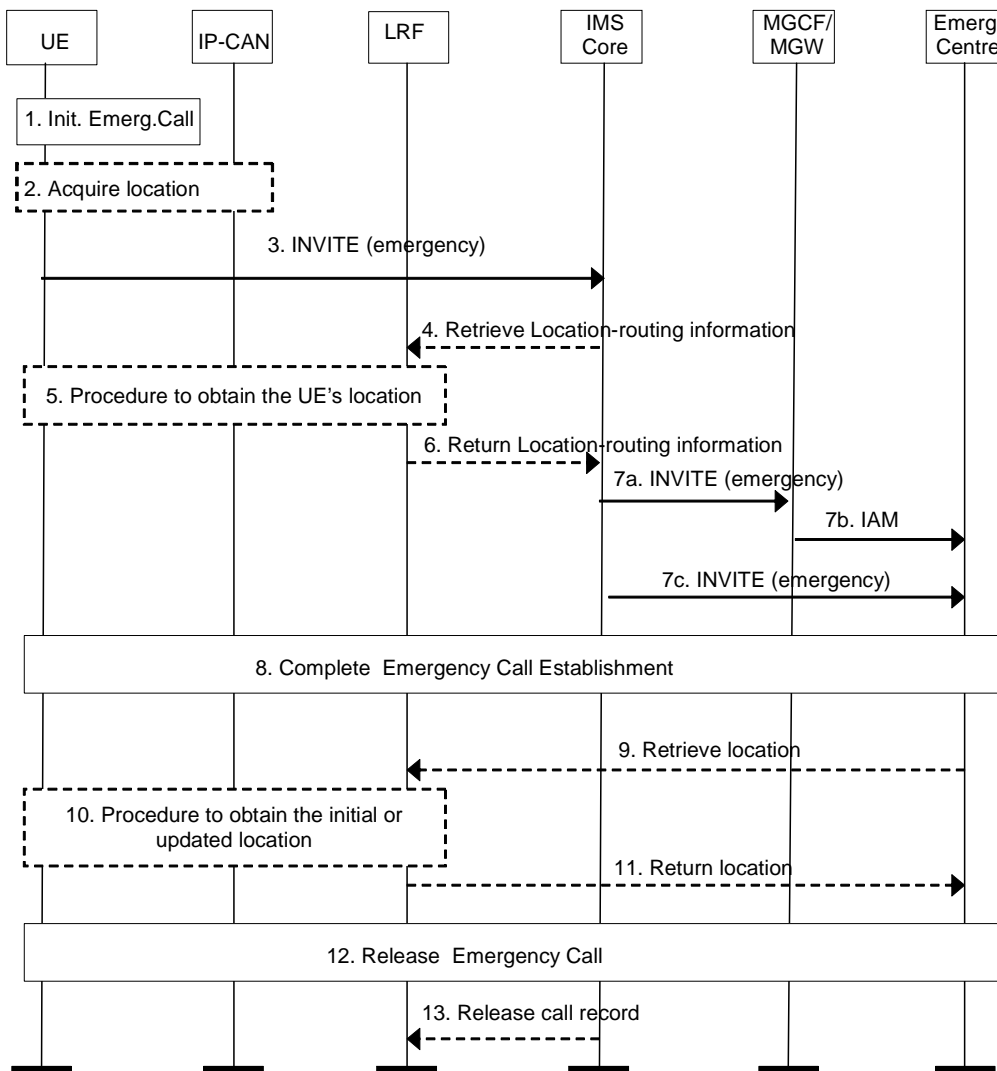 UE
IP-CAN
LRF
IMS
Core
MGCF/
MGW
Emerg
Centre
1. Init. Emerg.Call
2. Acquire location
3. INVITE (emergency)
4. Retrieve Location-routing information
5. Procedure to obtain the UE's location
6. Return Location-routing information
7a. INVITE (emergency)
7b. IAM
7c. INVITE (emergency)
8. Complete Emergency Call Establishment
9. Retrieve location
10. Procedure to obtain the initial or
updated location
11. Return location
12. Release Emergency Call
13. Release call record